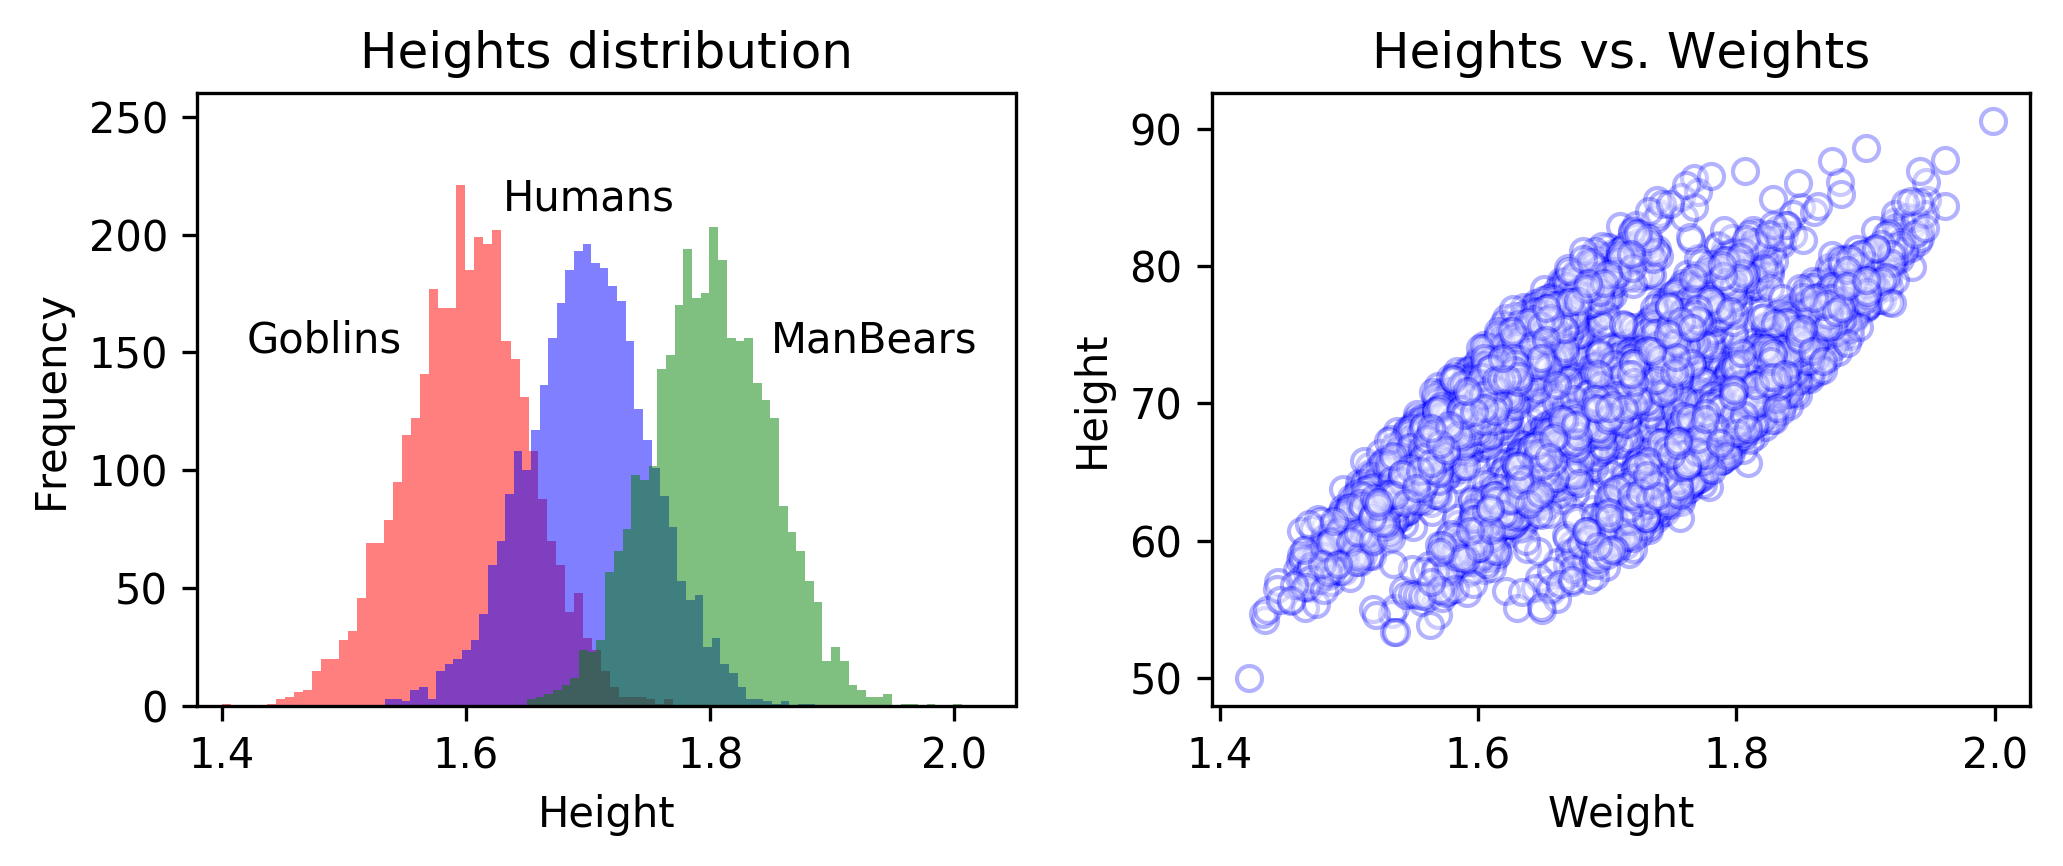 Heights distribution
250
200
150
100
50
0
Frequency
Humans
Goblins
ManBears
1.4 1.6 1.8 2.0
Height
Heights vs. Weights
90
80
70
60
50
Height
1.4 1.6 1.8 2.0
Weight